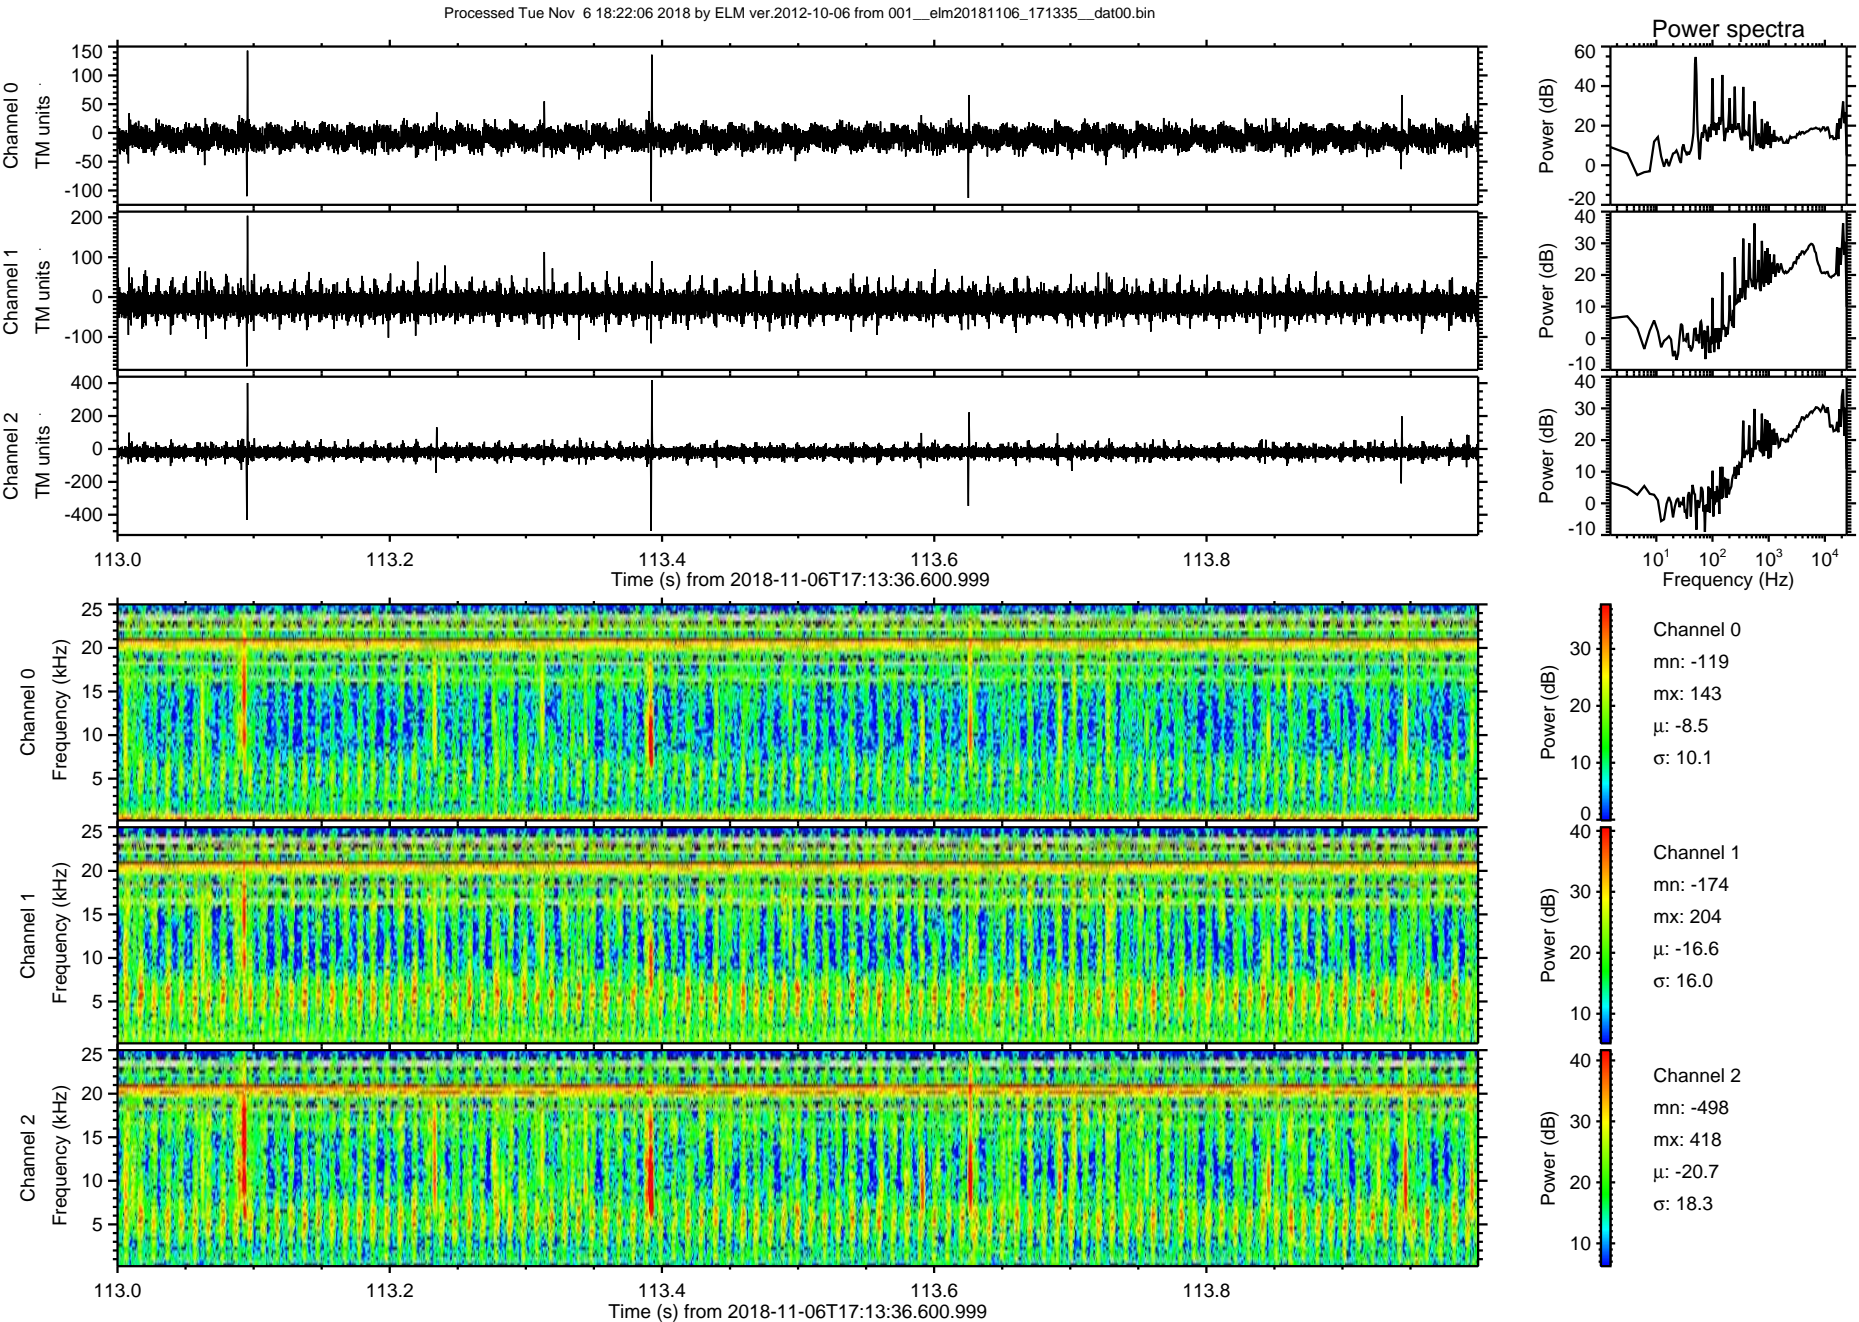 Processed Tue Nov  6 18:22:06 2018 by ELM ver.2012-10-06 from 001__elm20181106_171335__dat00.bin
Power spectra
Channel 0
TM units
150
100
50
0
-50
-100
Power (dB)
60
40
20
0
-20
Channel 1
TM units
200
100
0
-100
Power (dB)
40
30
20
10
0
-10
Channel 2
TM units
400
200
0
-200
-400
Power (dB)
40
30
20
10
0
-10
113.0 113.2 113.4 113.6 113.8
Time (s) from 2018-11-06T17:13:36.600.999
10¹ 10² 10³ 10⁴
Frequency (Hz)
Channel 0
Frequency (kHz)
25
20
15
10
5
Power (dB)
30
20
10
0
Channel 0
mn: -119
mx: 143
µ: -8.5
σ: 10.1
Channel 1
Frequency (kHz)
25
20
15
10
5
Power (dB)
40
30
20
10
Channel 1
mn: -174
mx: 204
µ: -16.6
σ: 16.0
Channel 2
Frequency (kHz)
25
20
15
10
5
Power (dB)
40
30
20
10
Channel 2
mn: -498
mx: 418
µ: -20.7
σ: 18.3
113.0 113.2 113.4 113.6 113.8
Time (s) from 2018-11-06T17:13:36.600.999